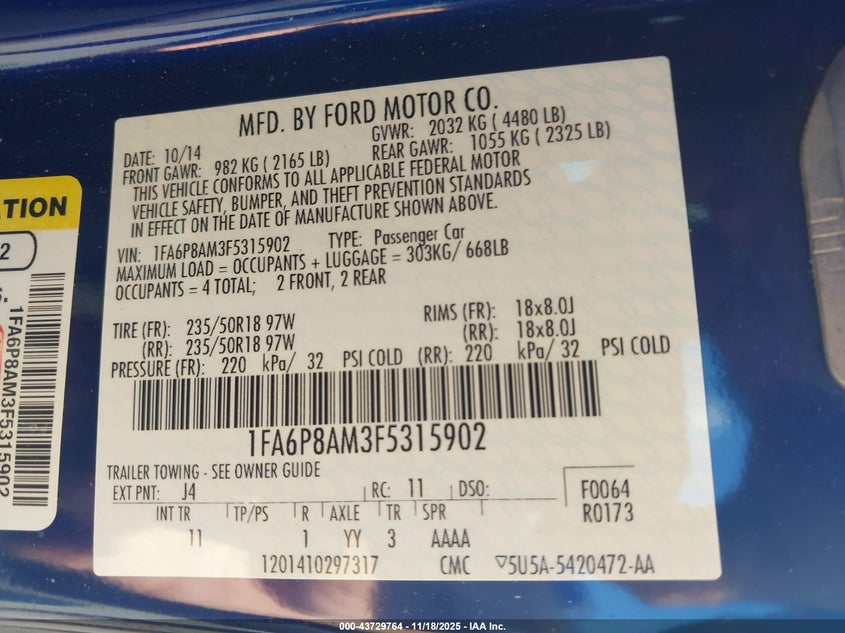 MFD. BY FORD MOTOR CO.
DATE: 10/14 GVWR: 2032 KG ( 4480 LB)
FRONT GAWR: 982 KG ( 2165 LB) REAR GAWR: 1055 KG ( 2325 LB)
THIS VEHICLE CONFORMS TO ALL APPLICABLE FEDERAL MOTOR
VEHICLE SAFETY, BUMPER, AND THEFT PREVENTION STANDARDS
IN EFFECT ON THE DATE OF MANUFACTURE SHOWN ABOVE.
VIN: 1FA6P8AM3F5315902 TYPE: Passenger Car
MAXIMUM LOAD = OCCUPANTS + LUGGAGE = 303KG/ 668LB
OCCUPANTS = 4 TOTAL; 2 FRONT, 2 REAR
TIRE (FR): 235/50R18 97W RIMS (FR): 18x8.0J
(RR): 235/50R18 97W (RR): 18x8.0J
PRESSURE (FR): 220 kPa/ 32 PSI COLD (RR): 220 kPa/ 32 PSI COLD
1FA6P8AM3F5315902
TRAILER TOWING - SEE OWNER GUIDE
EXT PNT: J4 RC: 11 DSO: F0064
INT TR TP/PS R AXLE TR SPR R0173
11 1 YY 3 AAAA
1201410297317 CMC ▽5U5A-5420472-AA
1FA6P8AM3F5315902
000-43729764 - 11/18/2025 - IAA Inc.